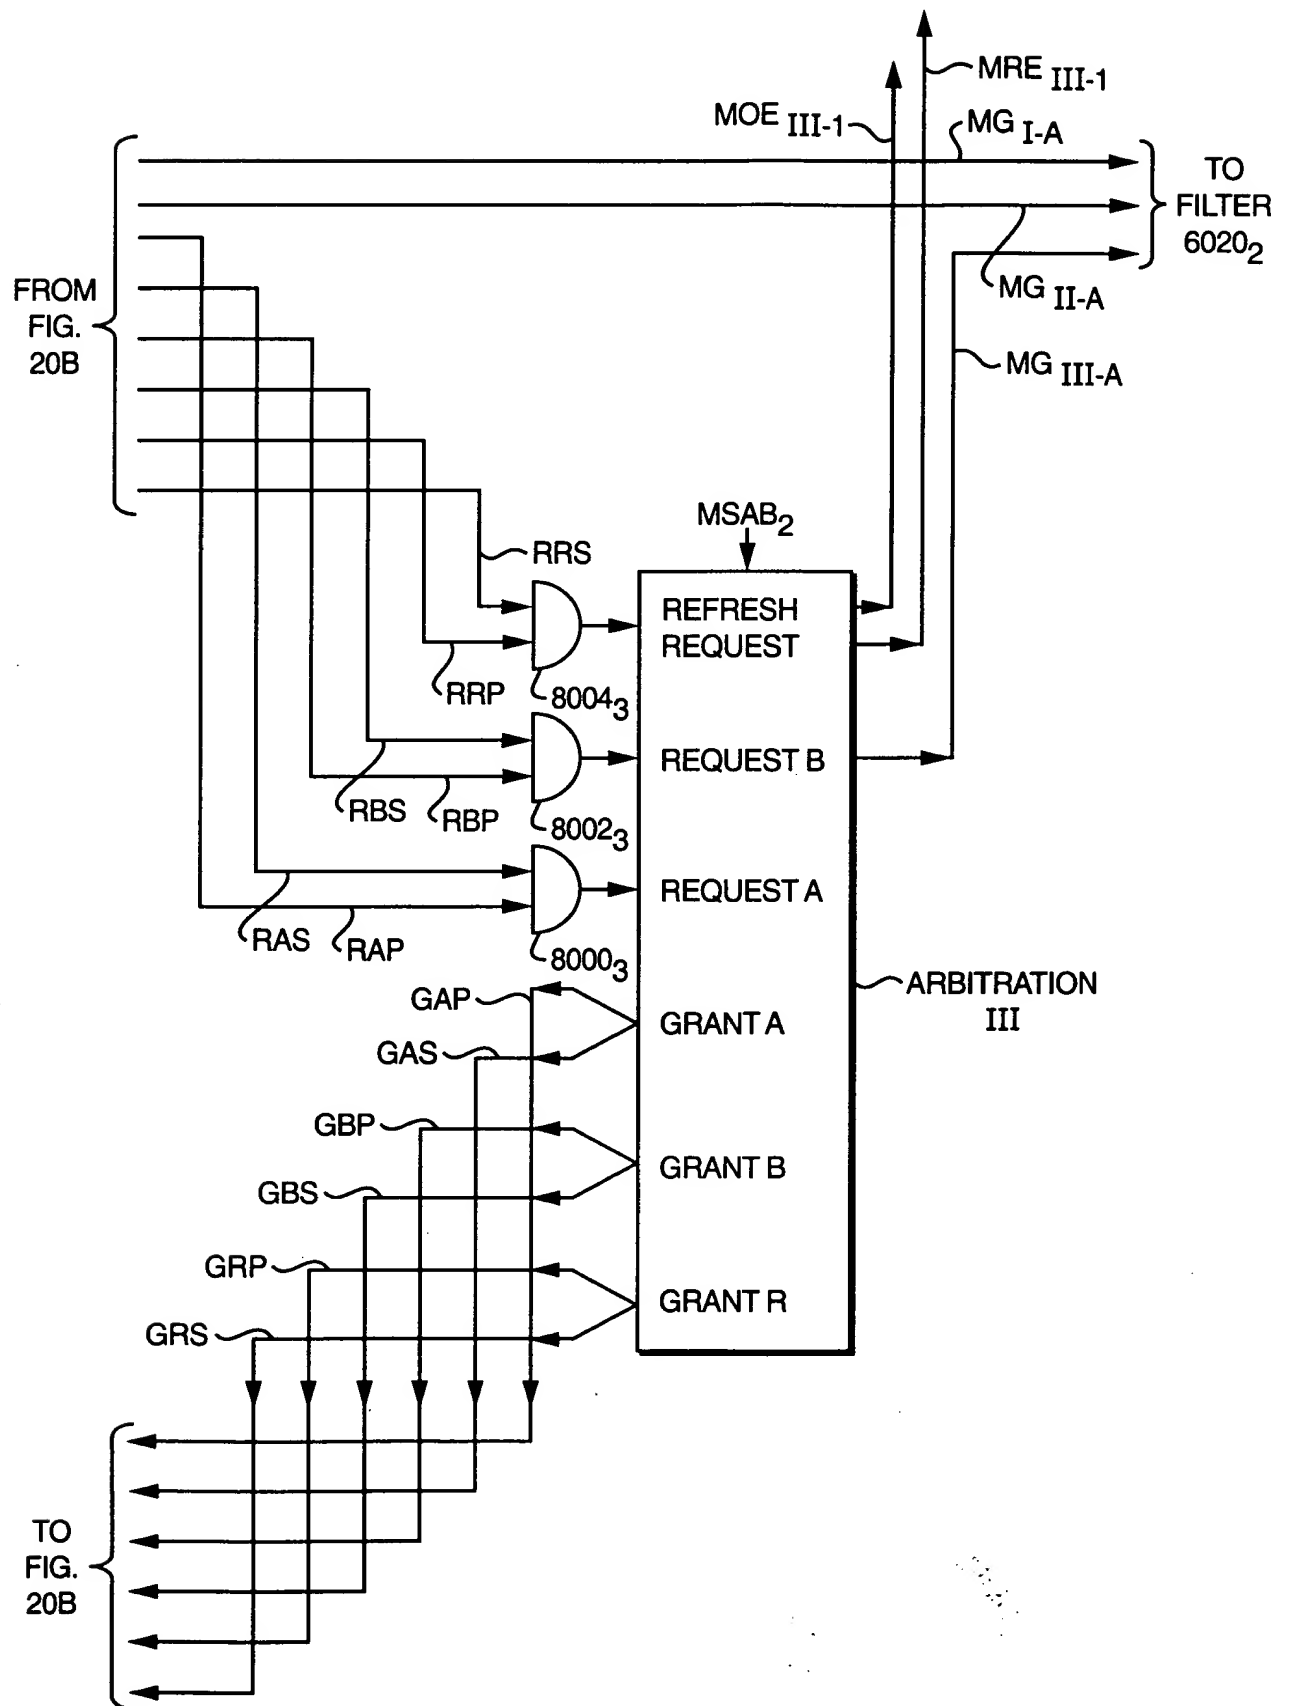 MRE III-1
MOE III-1
MG I-A
TO
FILTER
6020₂
FROM
FIG.
20B
MG II-A
MG III-A
MSAB₂
RRS
REFRESH
REQUEST
RRP
8004₃
REQUEST B
RBS
RBP
8002₃
REQUEST A
RAS
RAP
8000₃
ARBITRATION
III
GAP
GRANT A
GAS
GBP
GRANT B
GBS
GRP
GRANT R
GRS
TO
FIG.
20B